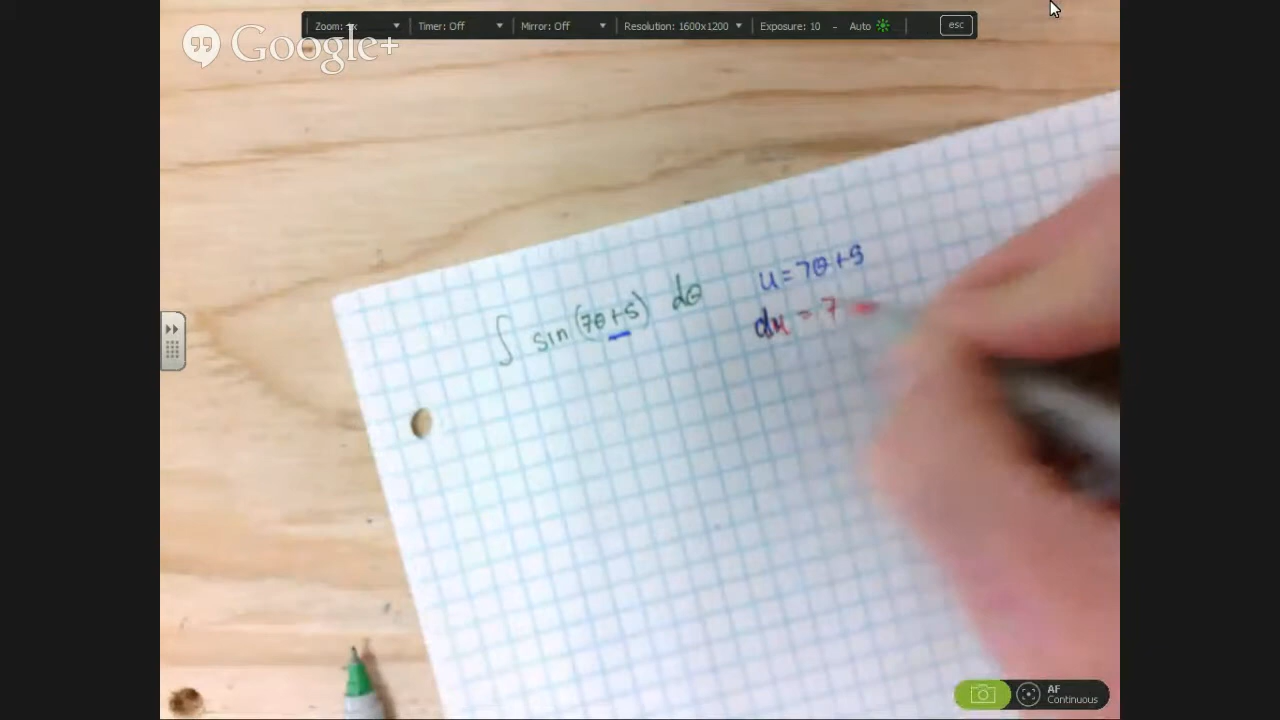 Zoom: 1x Timer: Off Mirror: Off Resolution: 1600x1200 Exposure: 10 - Auto esc
Google+
u = 7θ+5
∫ sin (7θ+5) dθ
du = 7
AF
Continuous